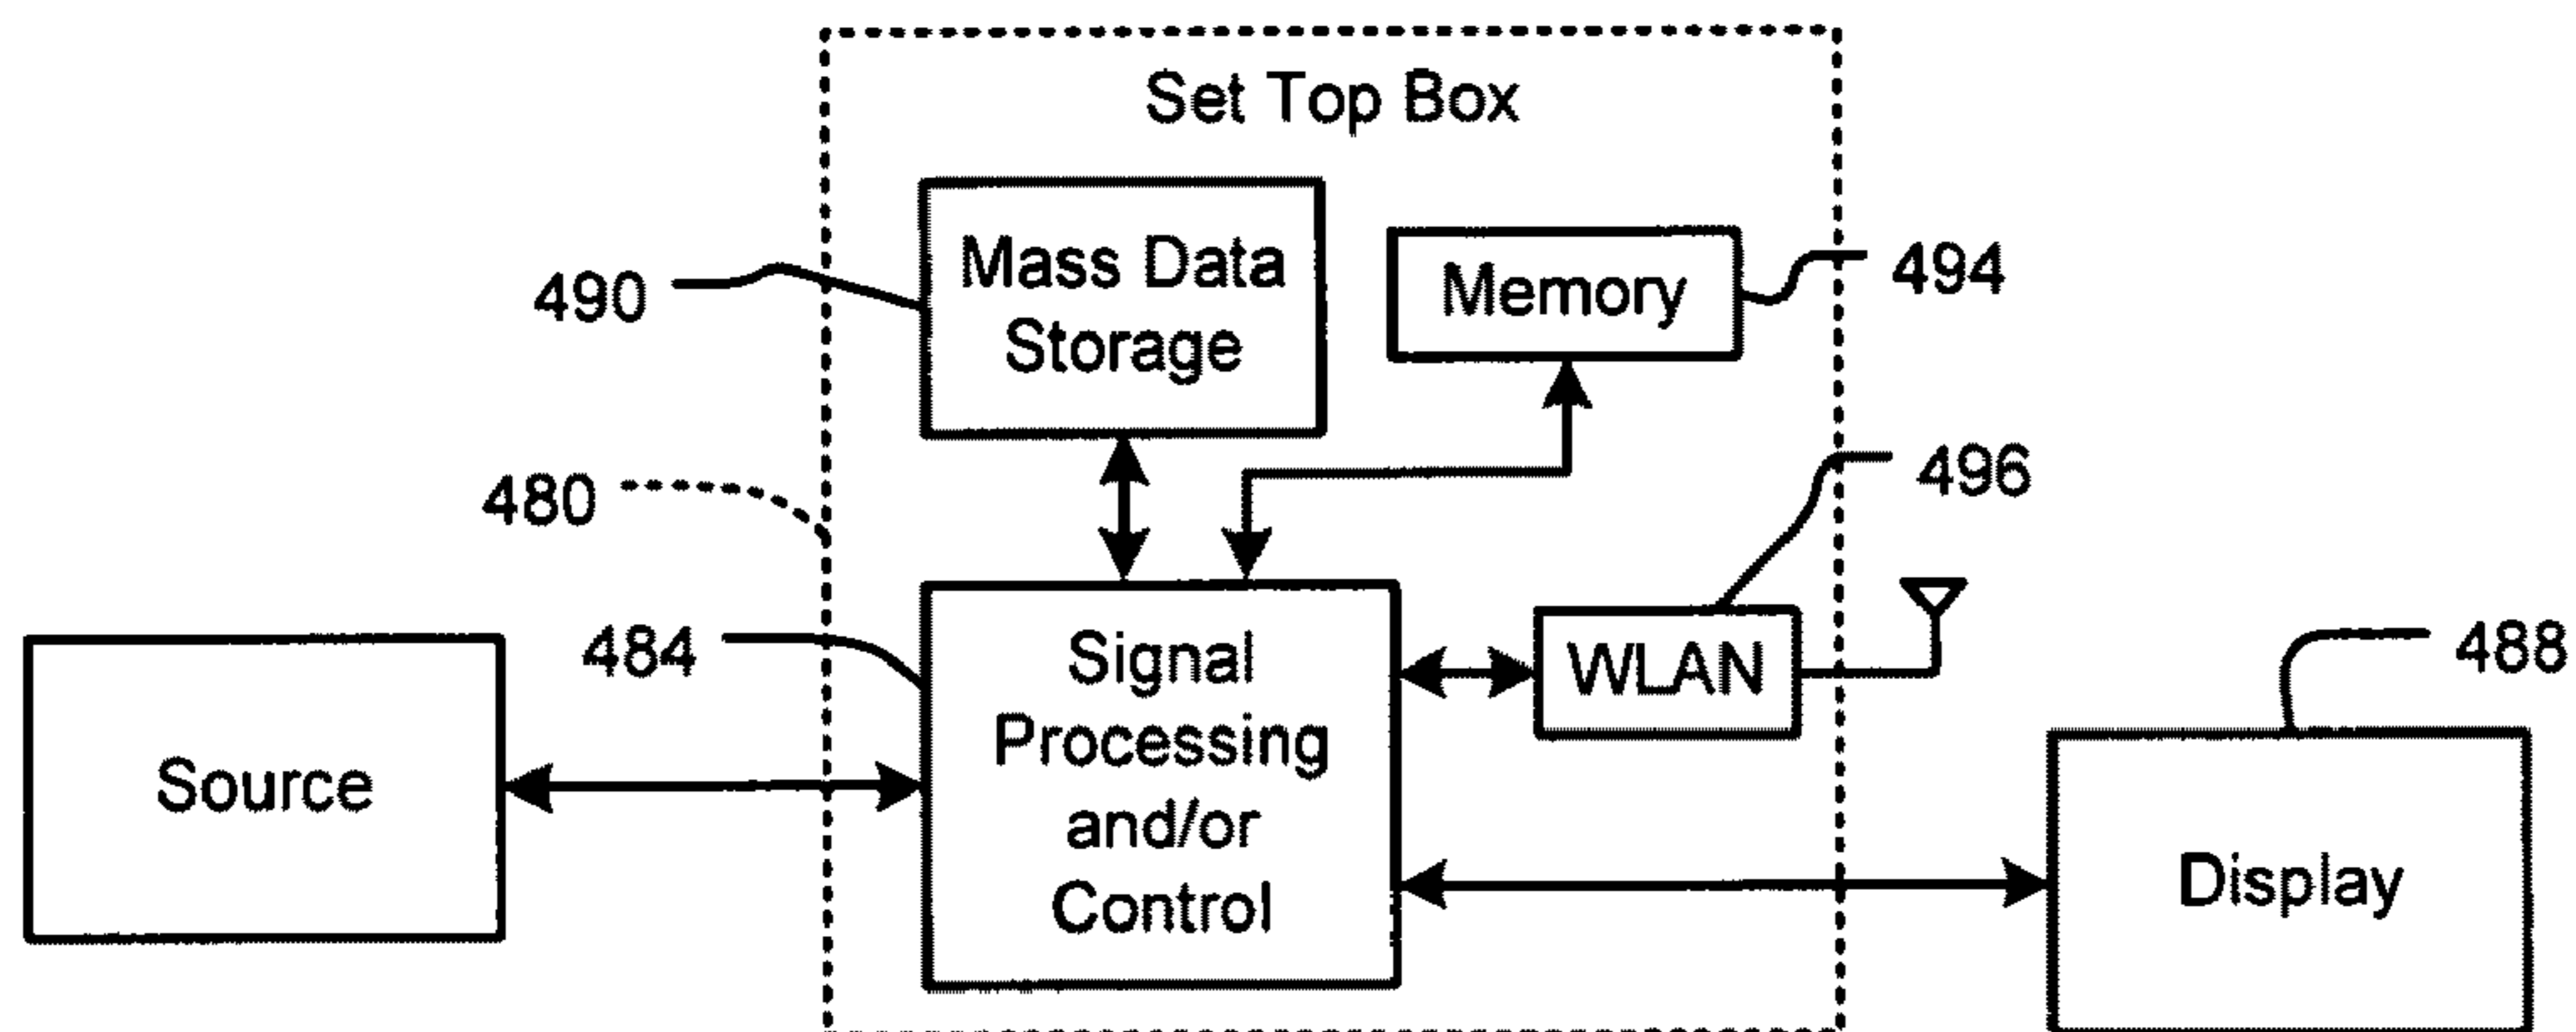 Set Top Box
Mass Data
Storage
490
Memory
494
480
496
484
Signal
Processing
and/or
Control
WLAN
488
Source
Display